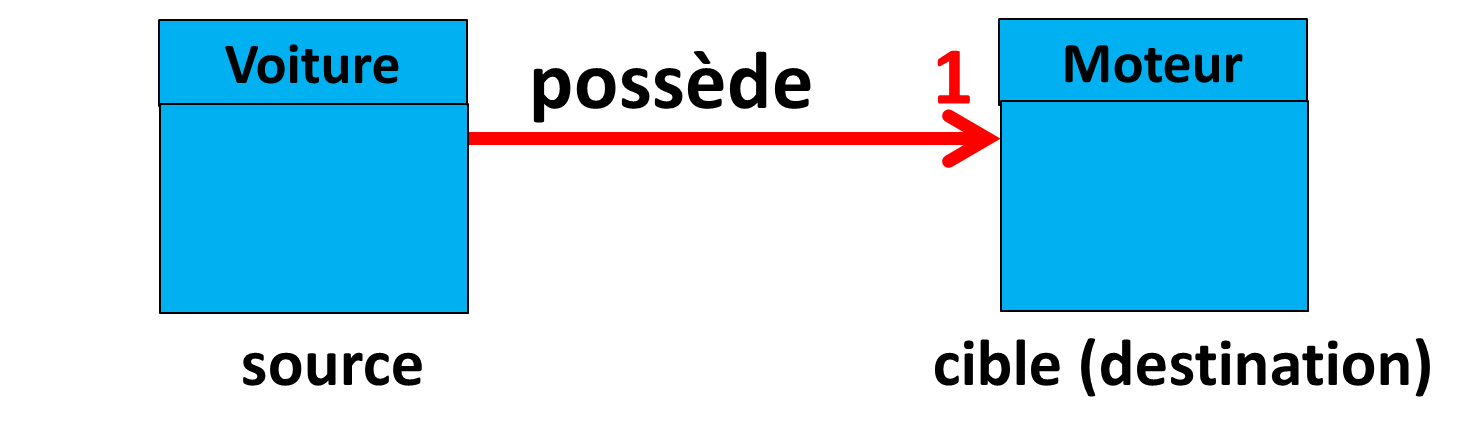 Voiture
possède
1
Moteur
source
cible (destination)